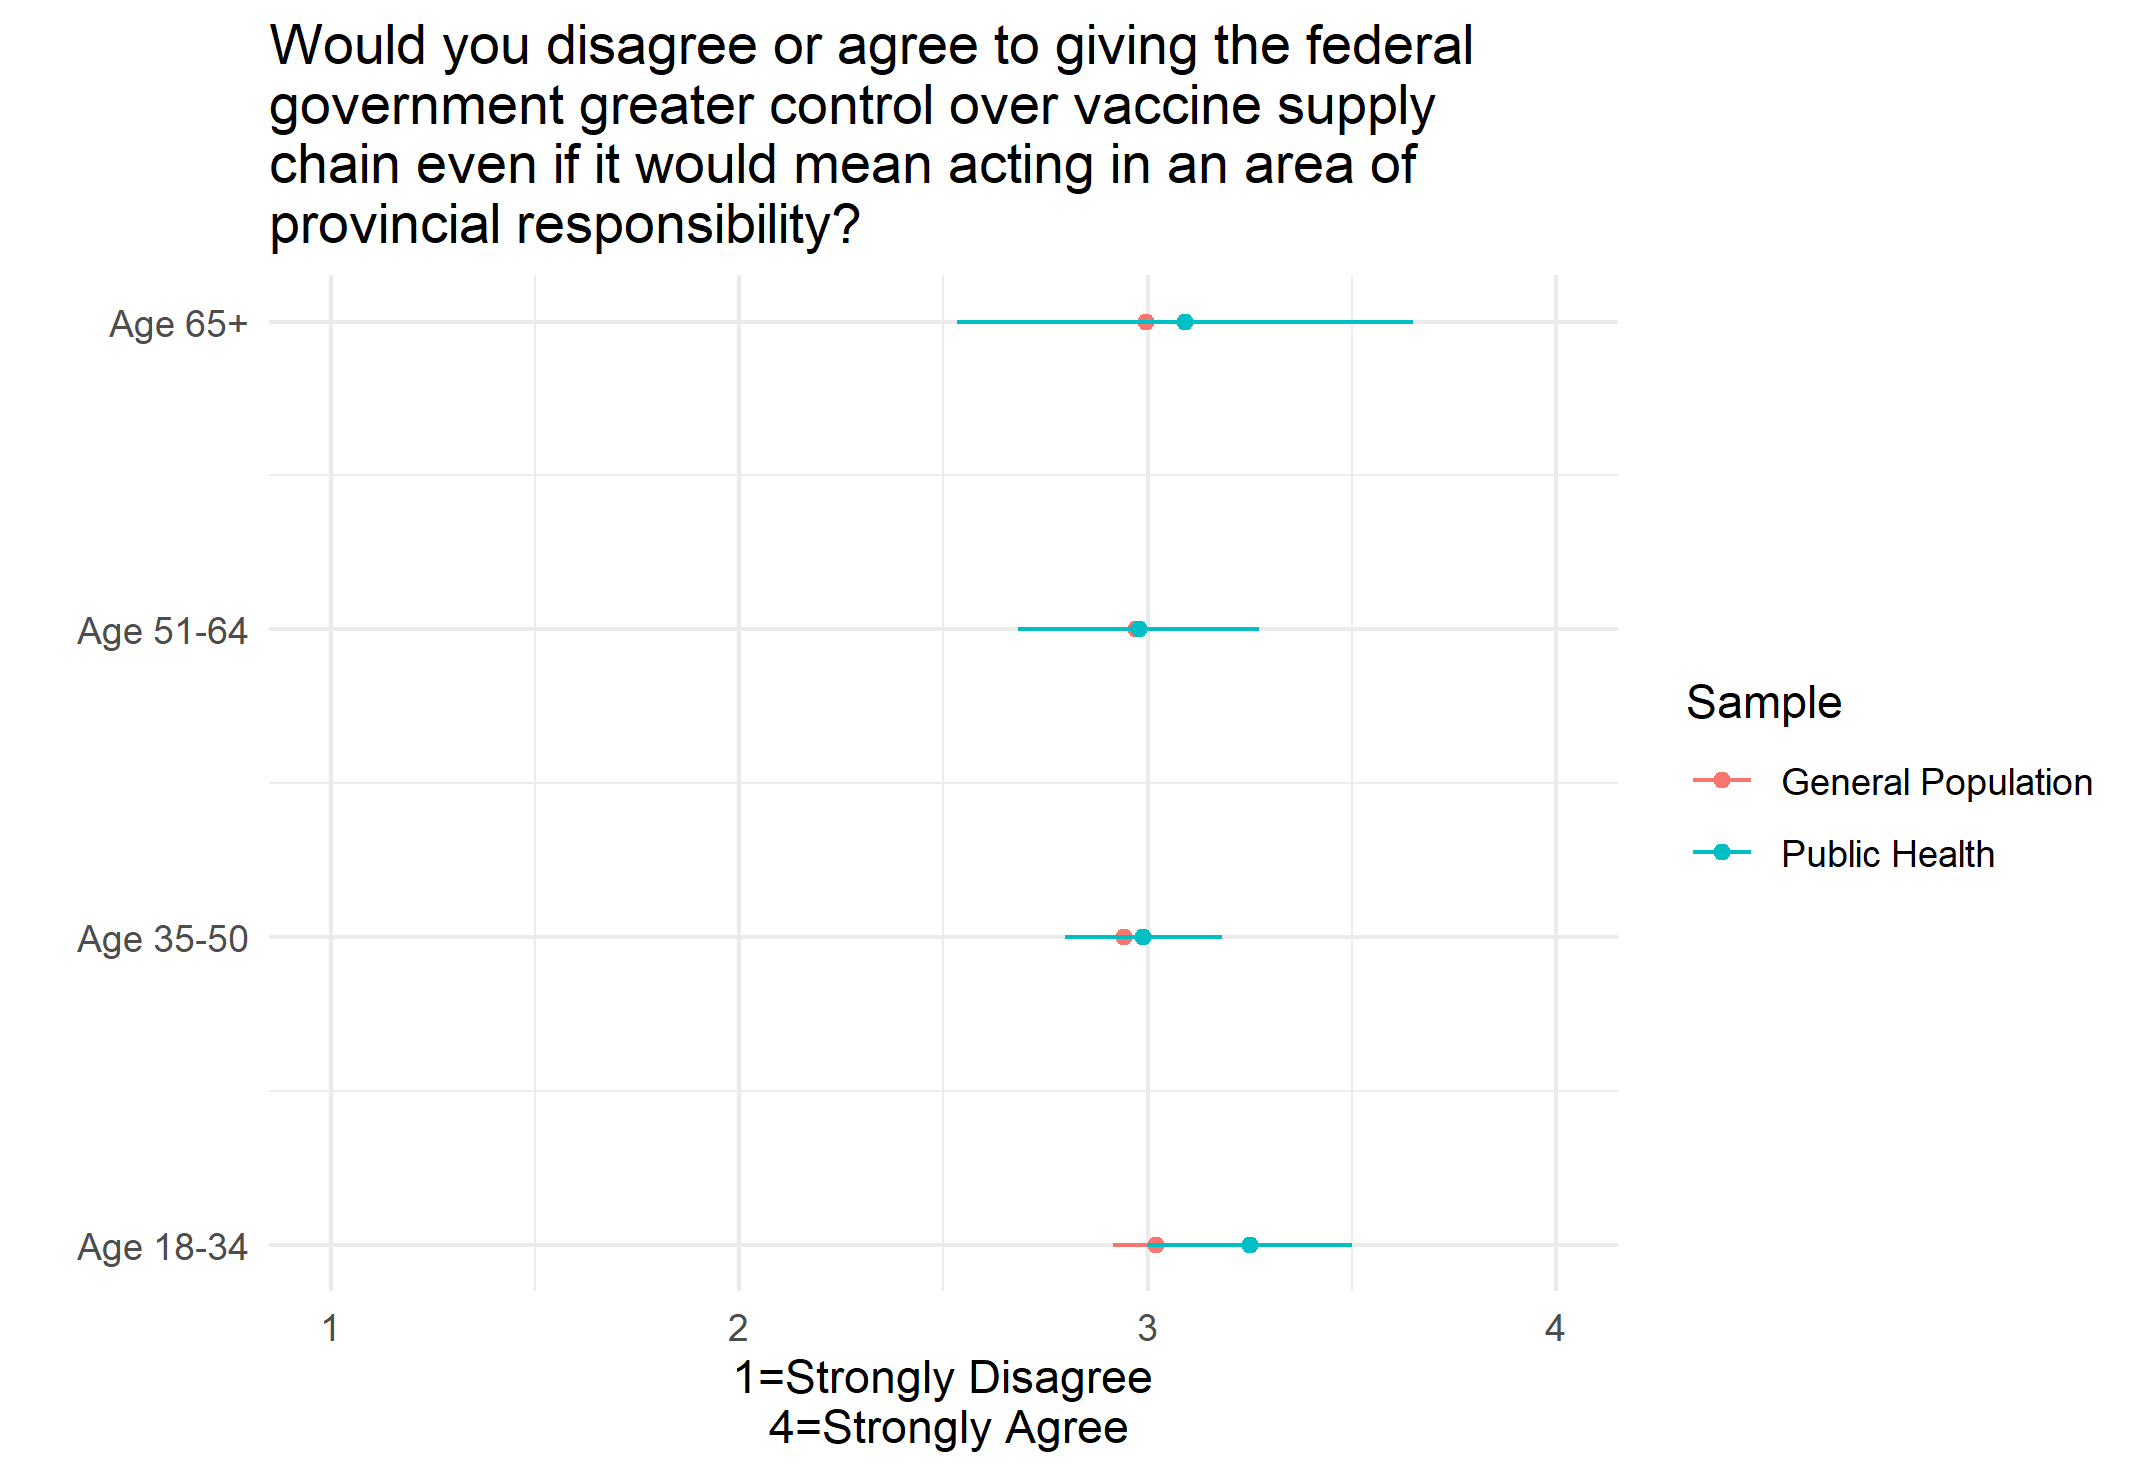 Would you disagree or agree to giving the federal
government greater control over vaccine supply
chain even if it would mean acting in an area of
provincial responsibility?
Age 65+
Age 51-64
Age 35-50
Age 18-34
1
2
3
4
1=Strongly Disagree
4=Strongly Agree
Sample
General Population
Public Health